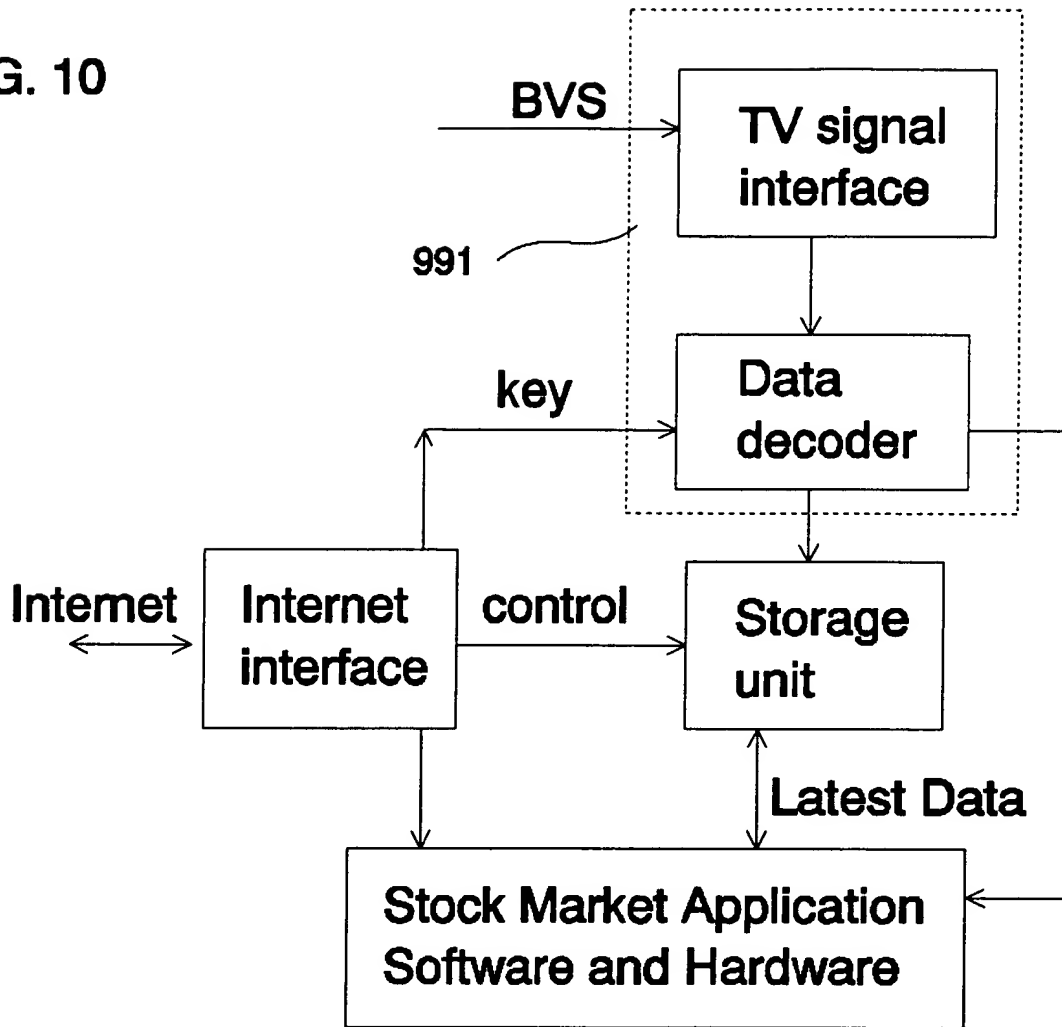 G. 10
BVS
TV signal
interface
991
key
Data
decoder
Internet
Internet
interface
control
Storage
unit
Latest Data
Stock Market Application
Software and Hardware